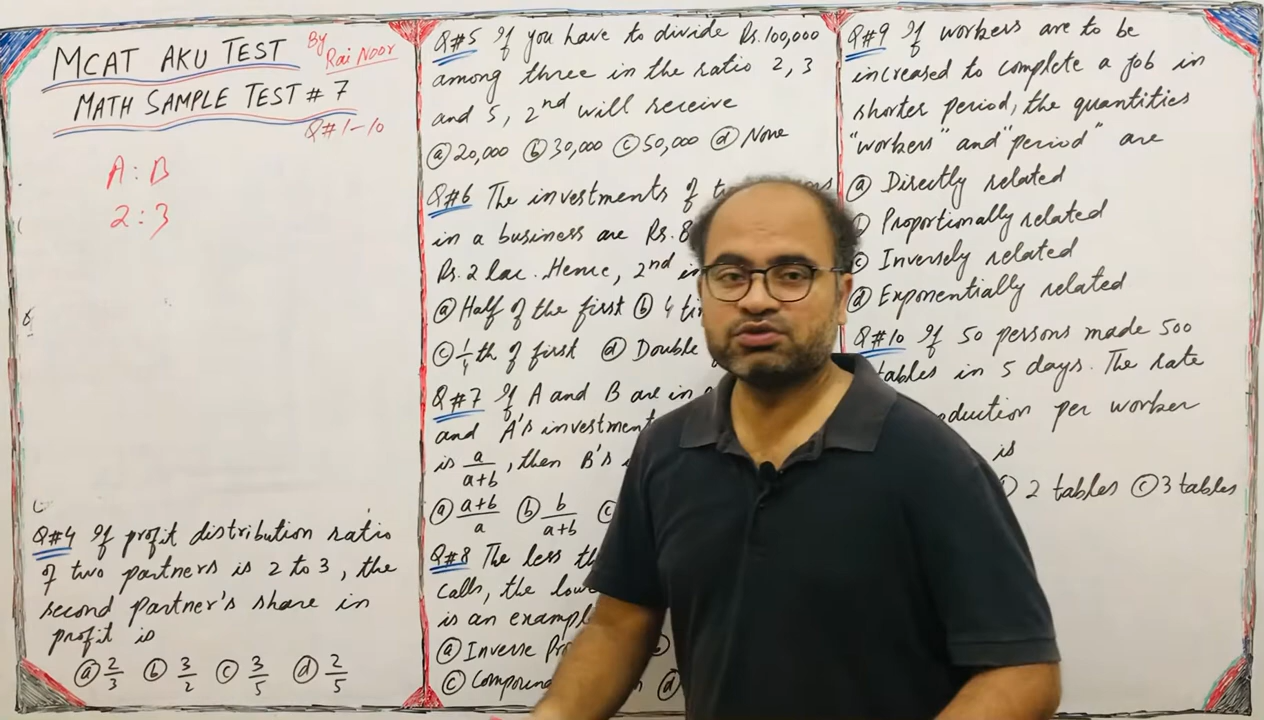 MCAT AKU TEST
By
Rai Noor
MATH SAMPLE TEST # 7
Q#1-10
A : B
2 : 3
Q#4 If profit distribution ratio
of two partners is 2 to 3, the
second partner's share in
profit is
(a) 2/3 (b) 3/2 (c) 3/5 (d) 2/5
Q#5 If you have to divide Rs.100,000
among three in the ratio 2, 3
and 5, 2nd will receive
(a) 20,000 (b) 30,000 (c) 50,000 (d) None
Q#6 The investments of
in a business are Rs. 8
Rs. 2 lac. Hence, 2nd
(a) Half of the first (b) 4
(c) 1/4th of first (d) Double
Q#7 If A and B are in
and A's investment
is a/a+b, then B's
(a) a+b/a (b) b/a+b (c)
Q#8 The less
calls, the
is an example
(a) Inverse
(c) (d)
Q#9 If workers are to be
increased to complete a job in
shorter period, the quantities
"workers" and "period" are
(a) Directly related
Proportionally related
(c) Inversely related
(d) Exponentially related
Q#10 If 50 persons made 500
tables in 5 days. The rate
per worker
is
2 tables (c) 3 tables